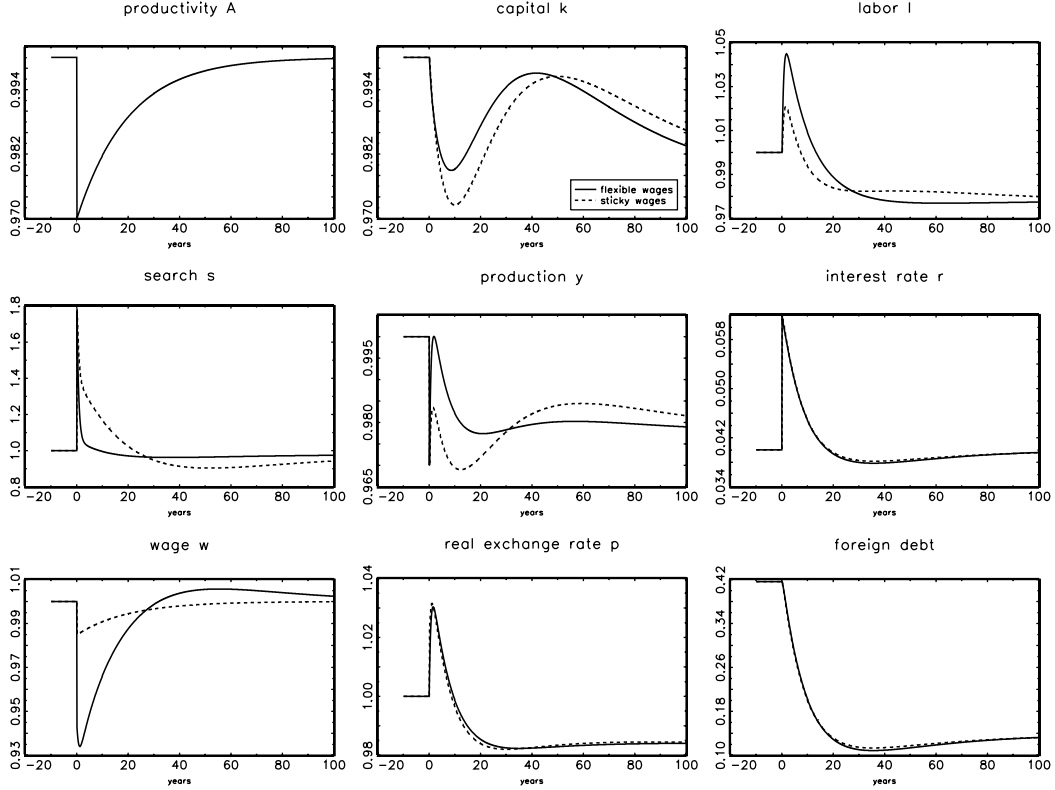 productivity A
capital k
labor l
0.994
0.982
0.970
−20 0 20 40 60 80 100
years
0.994
0.982
0.970
flexible wages
sticky wages
−20 0 20 40 60 80 100
years
1.05
1.03
1.01
0.99
0.97
−20 0 20 40 60 80 100
years
search s
production y
interest rate r
1.8
1.6
1.4
1.2
1.0
0.8
−20 0 20 40 60 80 100
years
0.995
0.980
0.965
−20 0 20 40 60 80 100
years
0.058
0.050
0.042
0.034
−20 0 20 40 60 80 100
years
wage w
real exchange rate p
foreign debt
1.01
0.99
0.97
0.95
0.93
−20 0 20 40 60 80 100
years
1.04
1.02
1.00
0.98
−20 0 20 40 60 80 100
years
0.42
0.34
0.26
0.18
0.10
−20 0 20 40 60 80 100
years